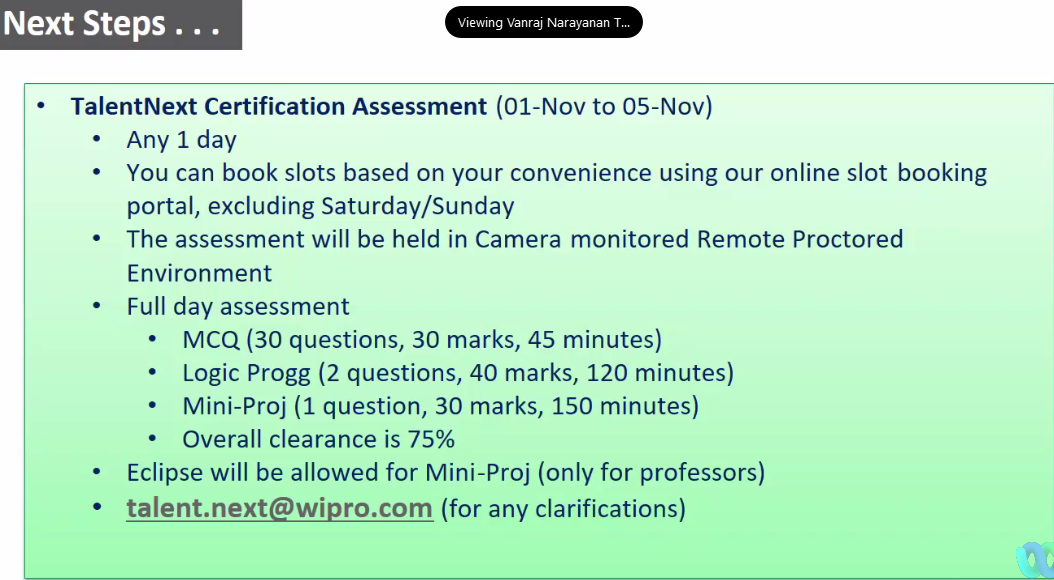 Next Steps . . .
Viewing Vanraj Narayanan T...
• TalentNext Certification Assessment (01-Nov to 05-Nov)
• Any 1 day
• You can book slots based on your convenience using our online slot booking
portal, excluding Saturday/Sunday
• The assessment will be held in Camera monitored Remote Proctored
Environment
• Full day assessment
• MCQ (30 questions, 30 marks, 45 minutes)
• Logic Progg (2 questions, 40 marks, 120 minutes)
• Mini-Proj (1 question, 30 marks, 150 minutes)
• Overall clearance is 75%
• Eclipse will be allowed for Mini-Proj (only for professors)
• talent.next@wipro.com (for any clarifications)